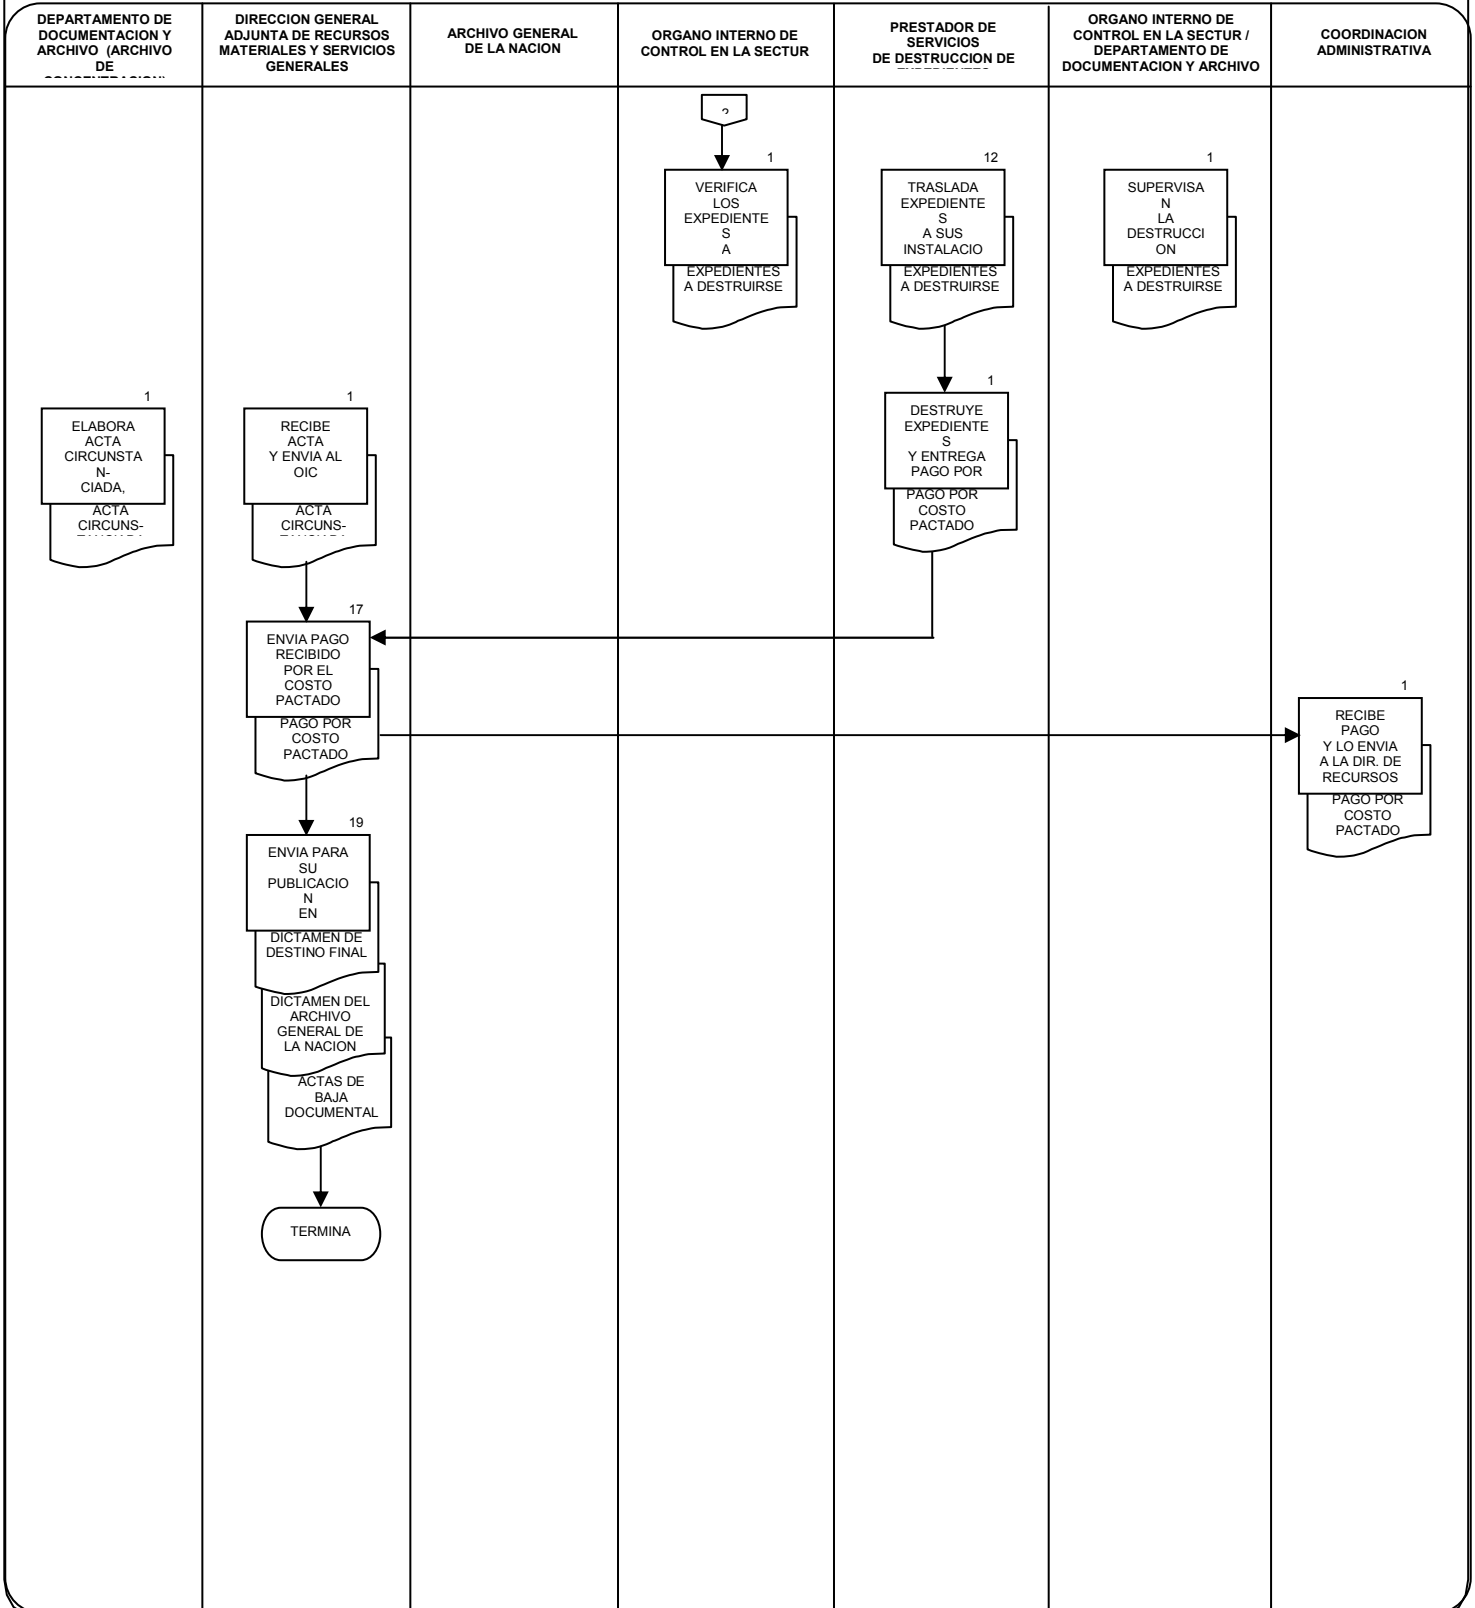 DEPARTAMENTO DE
DOCUMENTACION Y
ARCHIVO (ARCHIVO
DE
DIRECCION GENERAL
ADJUNTA DE RECURSOS
MATERIALES Y SERVICIOS
GENERALES
ARCHIVO GENERAL
DE LA NACION
ORGANO INTERNO DE
CONTROL EN LA SECTUR
PRESTADOR DE
SERVICIOS
DE DESTRUCCION DE
ORGANO INTERNO DE
CONTROL EN LA SECTUR /
DEPARTAMENTO DE
DOCUMENTACION Y ARCHIVO
COORDINACION
ADMINISTRATIVA
1
VERIFICA
LOS
EXPEDIENTE
S
A
EXPEDIENTES
A DESTRUIRSE
12
TRASLADA
EXPEDIENTE
S
A SUS
INSTALACIO
EXPEDIENTES
A DESTRUIRSE
1
SUPERVISA
N
LA
DESTRUCCI
ON
EXPEDIENTES
A DESTRUIRSE
1
ELABORA
ACTA
CIRCUNSTA
N-
CIADA,
ACTA
CIRCUNS-
1
RECIBE
ACTA
Y ENVIA AL
OIC
ACTA
CIRCUNS-
1
DESTRUYE
EXPEDIENTE
S
Y ENTREGA
PAGO POR
PAGO POR
COSTO
PACTADO
17
ENVIA PAGO
RECIBIDO
POR EL
COSTO
PACTADO
PAGO POR
COSTO
PACTADO
1
RECIBE
PAGO
Y LO ENVIA
A LA DIR. DE
RECURSOS
PAGO POR
COSTO
PACTADO
19
ENVIA PARA
SU
PUBLICACIO
N
EN
DICTAMEN DE
DESTINO FINAL
DICTAMEN DEL
ARCHIVO
GENERAL DE
LA NACION
ACTAS DE
BAJA
DOCUMENTAL
TERMINA